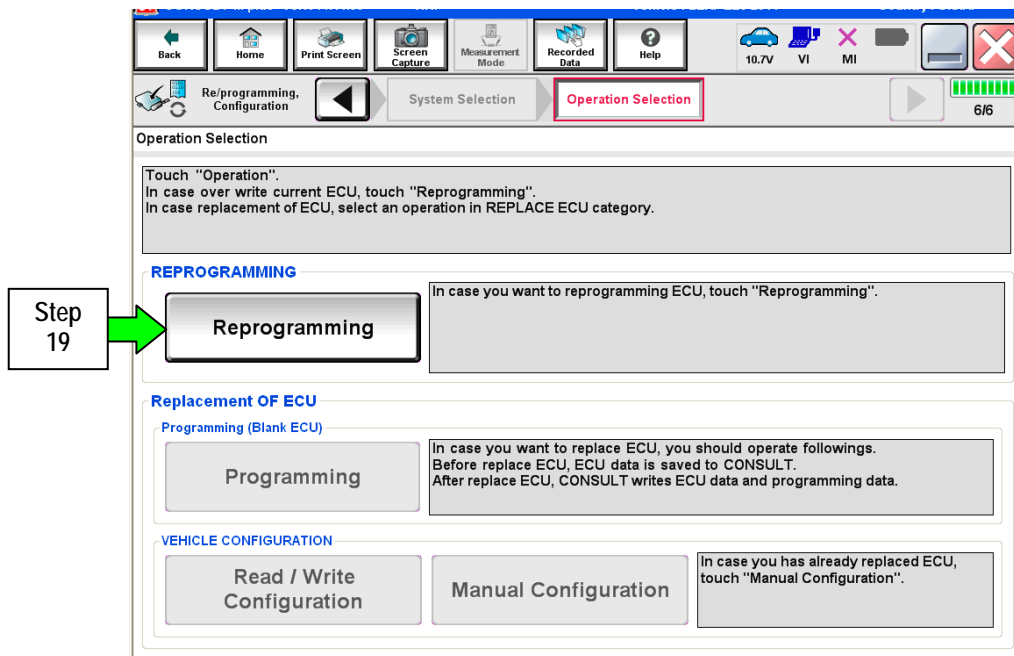 Back
Home
Print Screen
Screen
Capture
Measurement
Mode
Recorded
Data
Help
10.7V
VI
MI
Re/programming,
Configuration
System Selection
Operation Selection
6/6
Operation Selection
Touch "Operation".
In case over write current ECU, touch "Reprogramming".
In case replacement of ECU, select an operation in REPLACE ECU category.
REPROGRAMMING
Step
19
Reprogramming
In case you want to reprogramming ECU, touch "Reprogramming".
Replacement OF ECU
Programming (Blank ECU)
Programming
In case you want to replace ECU, you should operate followings.
Before replace ECU, ECU data is saved to CONSULT.
After replace ECU, CONSULT writes ECU data and programming data.
VEHICLE CONFIGURATION
Read / Write
Configuration
Manual Configuration
In case you has already replaced ECU,
touch "Manual Configuration".